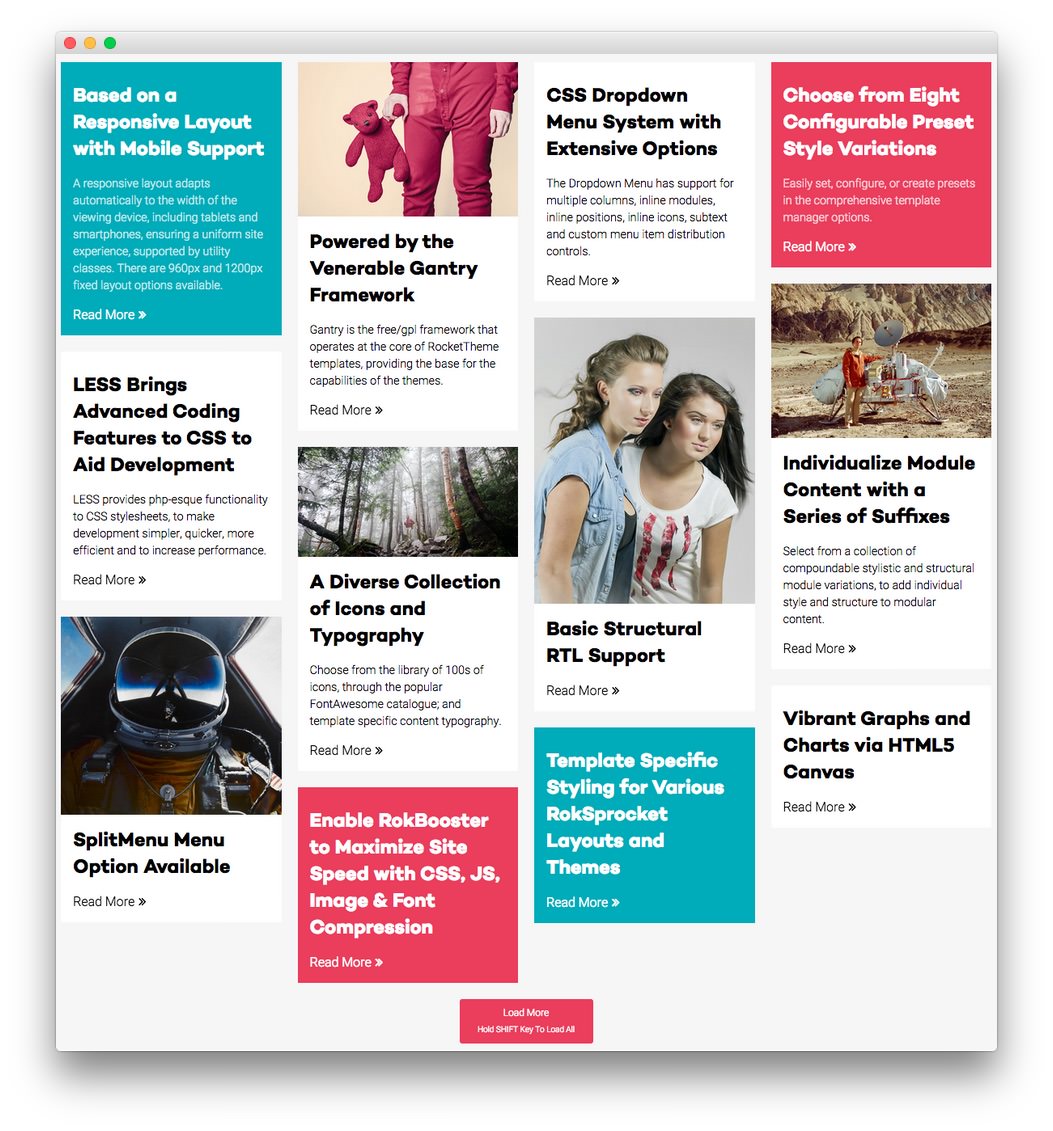 Based on a
Responsive Layout
with Mobile Support
A responsive layout adapts
automatically to the width of the
viewing device, including tablets and
smartphones, ensuring a uniform site
experience, supported by utility
classes. There are 960px and 1200px
fixed layout options available.
Read More »
LESS Brings
Advanced Coding
Features to CSS to
Aid Development
LESS provides php-esque functionality
to CSS stylesheets, to make
development simpler, quicker, more
efficient and to increase performance.
Read More »
SplitMenu Menu
Option Available
Read More »
Powered by the
Venerable Gantry
Framework
Gantry is the free/gpl framework that
operates at the core of RocketTheme
templates, providing the base for the
capabilities of the themes.
Read More »
A Diverse Collection
of Icons and
Typography
Choose from the library of 100s of
icons, through the popular
FontAwesome catalogue; and
template specific content typography.
Read More »
Enable RokBooster
to Maximize Site
Speed with CSS, JS,
Image & Font
Compression
Read More »
CSS Dropdown
Menu System with
Extensive Options
The Dropdown Menu has support for
multiple columns, inline modules,
inline positions, inline icons, subtext
and custom menu item distribution
controls.
Read More »
Basic Structural
RTL Support
Read More »
Template Specific
Styling for Various
RokSprocket
Layouts and
Themes
Read More »
Choose from Eight
Configurable Preset
Style Variations
Easily set, configure, or create presets
in the comprehensive template
manager options.
Read More »
Individualize Module
Content with a
Series of Suffixes
Select from a collection of
compoundable stylistic and structural
module variations, to add individual
style and structure to modular
content.
Read More »
Vibrant Graphs and
Charts via HTML5
Canvas
Read More »
Load More
Hold SHIFT Key To Load All